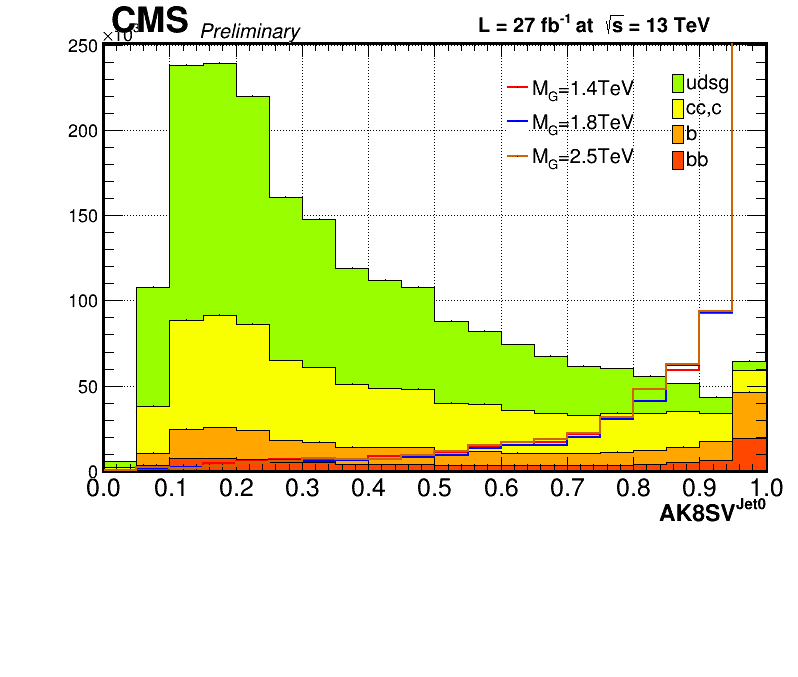 CMS Preliminary L = 27 fb⁻¹ at √s = 13 TeV
×10³
250
200
150
100
50
0
M_G=1.4TeV
M_G=1.8TeV
M_G=2.5TeV
udsg
cc,c
b
bb
0.0 0.1 0.2 0.3 0.4 0.5 0.6 0.7 0.8 0.9 1.0
AK8SV^Jet0